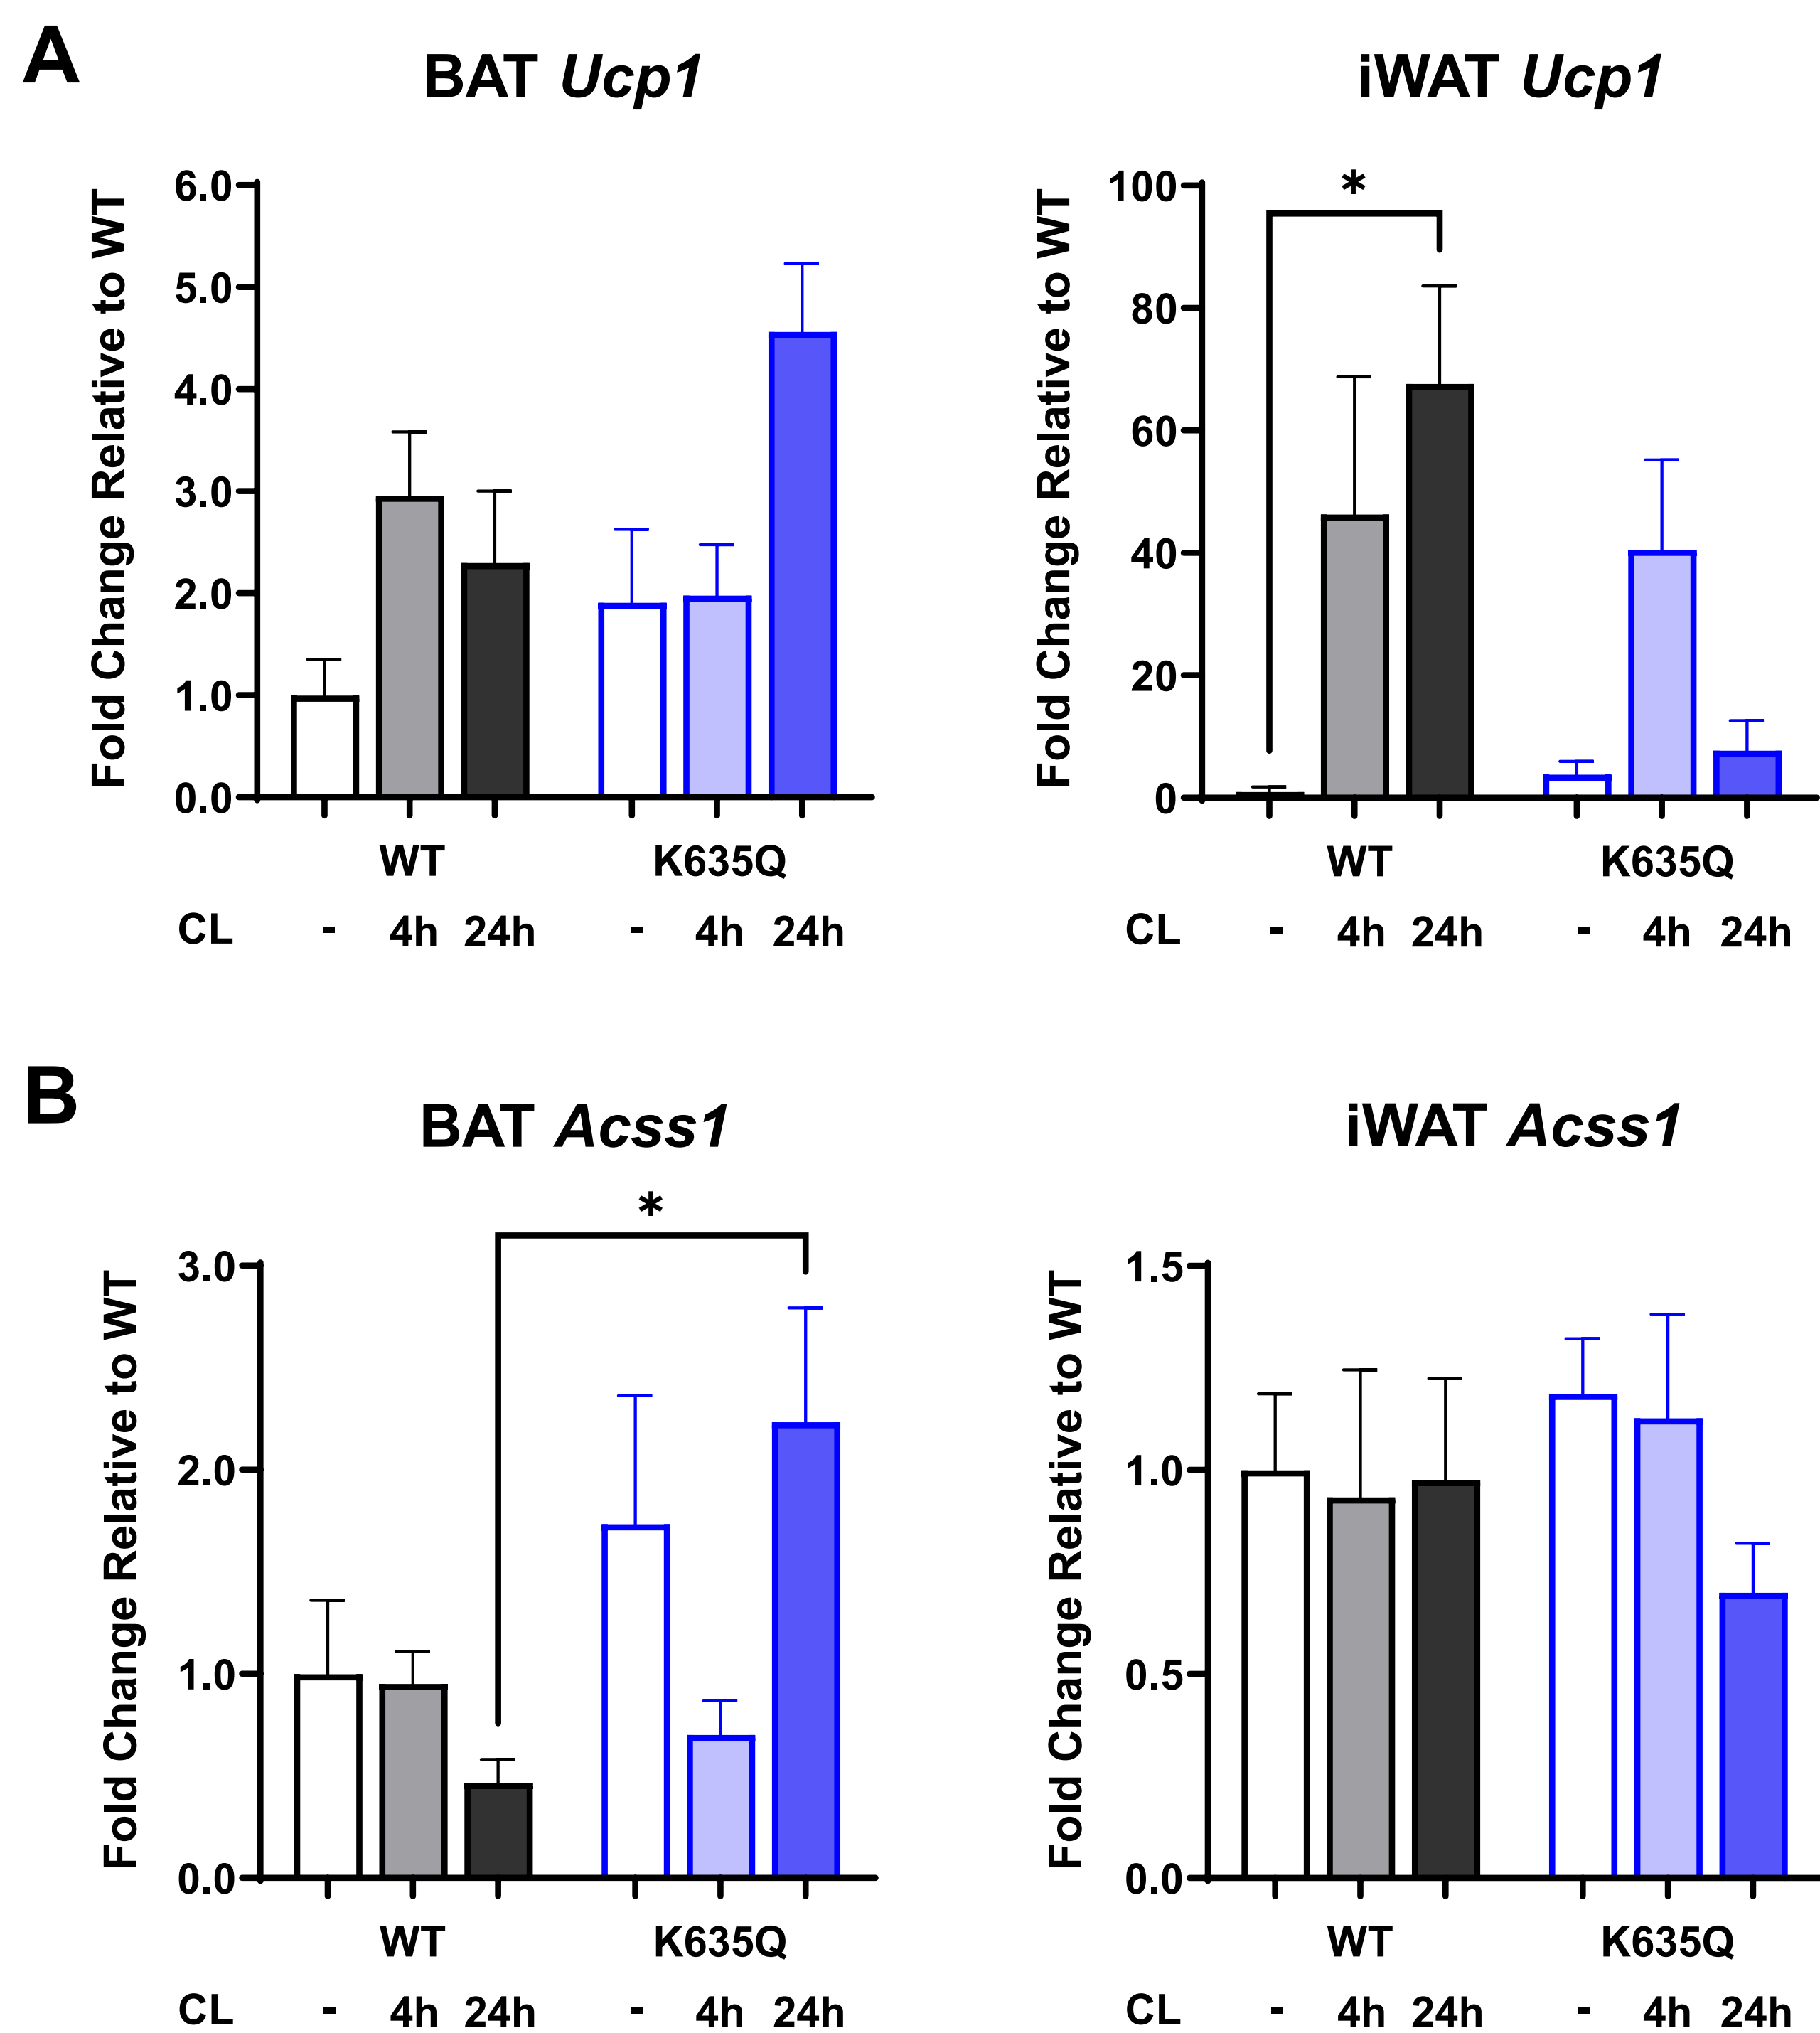 A
BAT Ucp1
Fold Change Relative to WT
6.0
5.0
4.0
3.0
2.0
1.0
0.0
WT K635Q
CL - 4h 24h - 4h 24h
iWAT Ucp1
Fold Change Relative to WT
100
80
60
40
20
0
*
WT K635Q
CL - 4h 24h - 4h 24h
B
BAT Acss1
Fold Change Relative to WT
3.0
2.0
1.0
0.0
*
WT K635Q
CL - 4h 24h - 4h 24h
iWAT Acss1
Fold Change Relative to WT
1.5
1.0
0.5
0.0
WT K635Q
CL - 4h 24h - 4h 24h